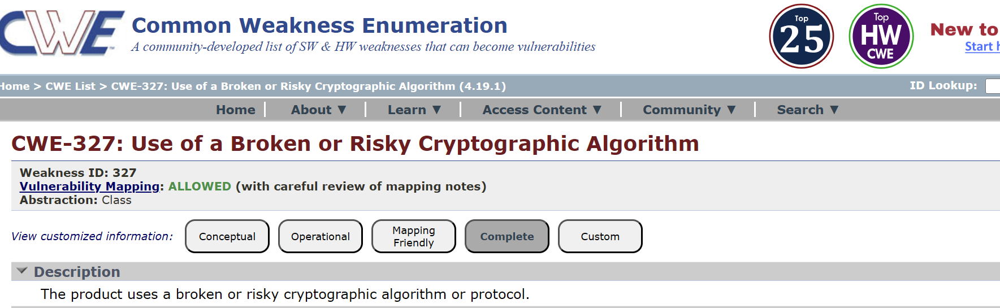 CWE™
Common Weakness Enumeration
A community-developed list of SW & HW weaknesses that can become vulnerabilities
Top
25
Top
HW
CWE
New to
Start
Home > CWE List > CWE-327: Use of a Broken or Risky Cryptographic Algorithm (4.19.1)
ID Lookup:
Home About ▼ Learn ▼ Access Content ▼ Community ▼ Search ▼
CWE-327: Use of a Broken or Risky Cryptographic Algorithm
Weakness ID: 327
Vulnerability Mapping: ALLOWED (with careful review of mapping notes)
Abstraction: Class
View customized information:
Conceptual
Operational
Mapping
Friendly
Complete
Custom
Description
The product uses a broken or risky cryptographic algorithm or protocol.